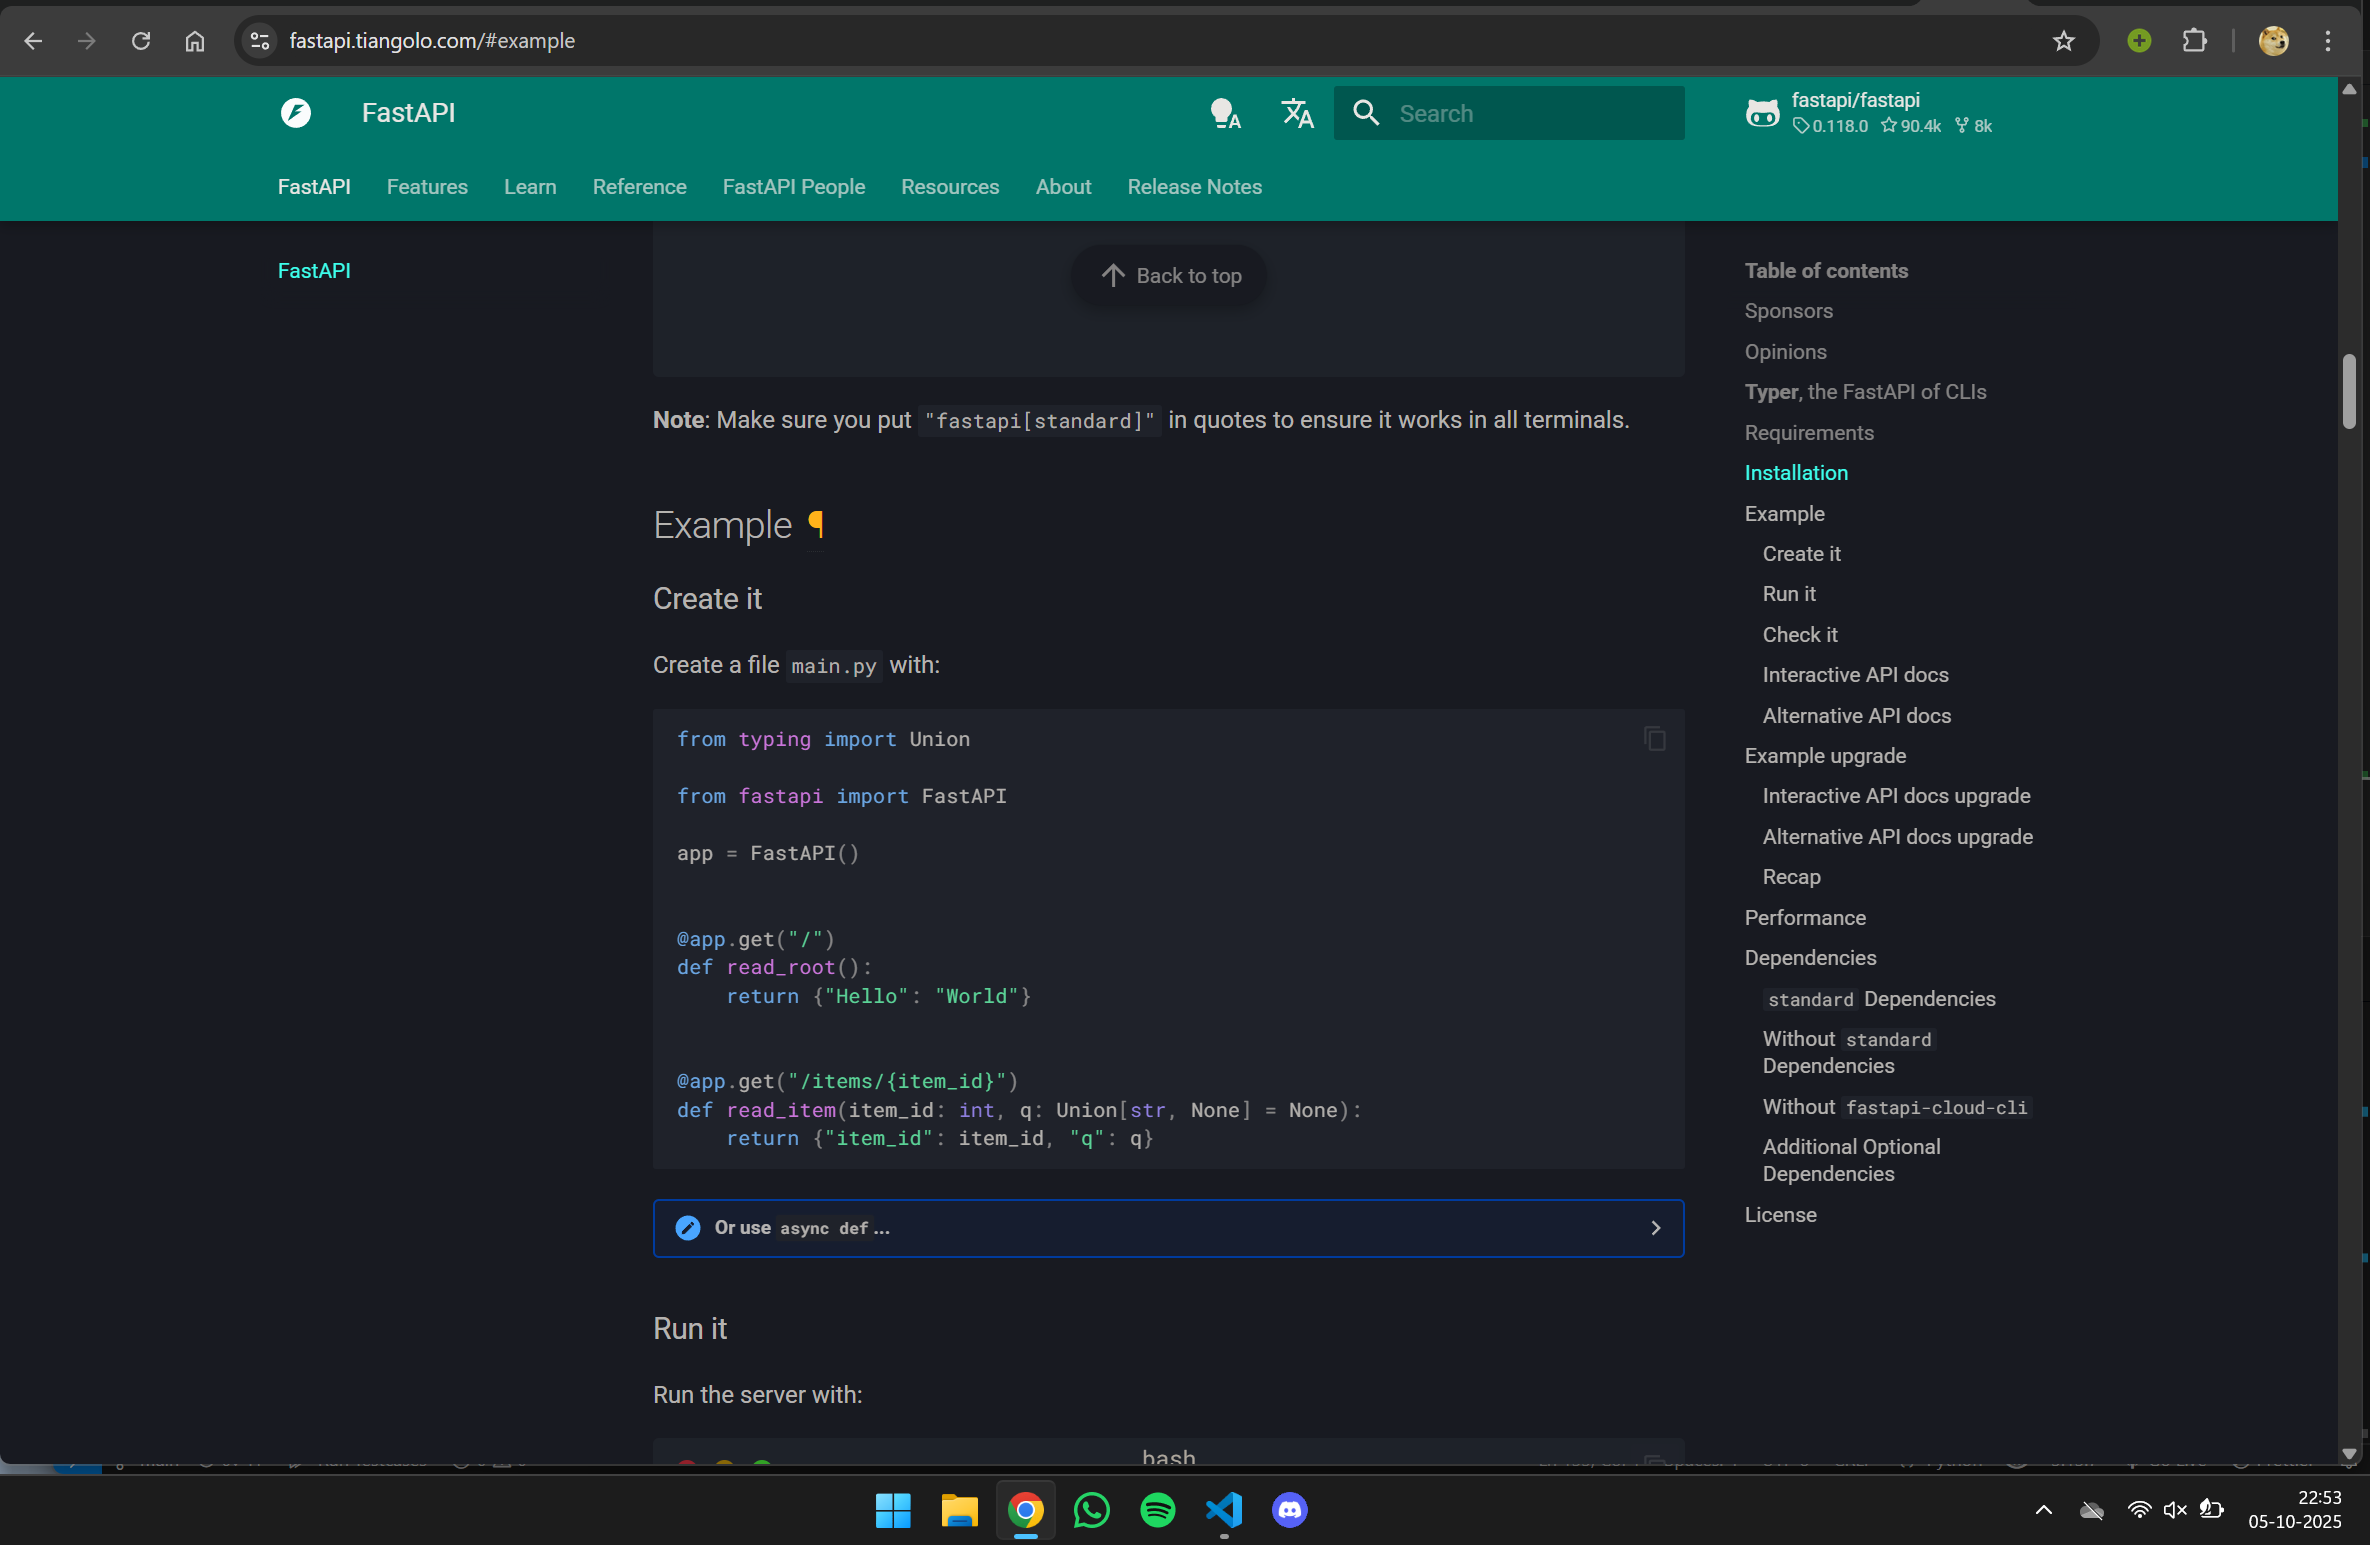 fastapi.tiangolo.com/#example
FastAPI
Search
fastapi/fastapi
0.118.0 90.4k 8k
FastAPI Features Learn Reference FastAPI People Resources About Release Notes
FastAPI
Back to top
Note: Make sure you put "fastapi[standard]" in quotes to ensure it works in all terminals.
Example ¶
Create it
Create a file main.py with:
from typing import Union
from fastapi import FastAPI
app = FastAPI()
@app.get("/")
def read_root():
    return {"Hello": "World"}
@app.get("/items/{item_id}")
def read_item(item_id: int, q: Union[str, None] = None):
    return {"item_id": item_id, "q": q}
Or use async def...
Run it
Run the server with:
bash
Table of contents
Sponsors
Opinions
Typer, the FastAPI of CLIs
Requirements
Installation
Example
Create it
Run it
Check it
Interactive API docs
Alternative API docs
Example upgrade
Interactive API docs upgrade
Alternative API docs upgrade
Recap
Performance
Dependencies
standard Dependencies
Without standard
Dependencies
Without fastapi-cloud-cli
Additional Optional
Dependencies
License
22:53
05-10-2025